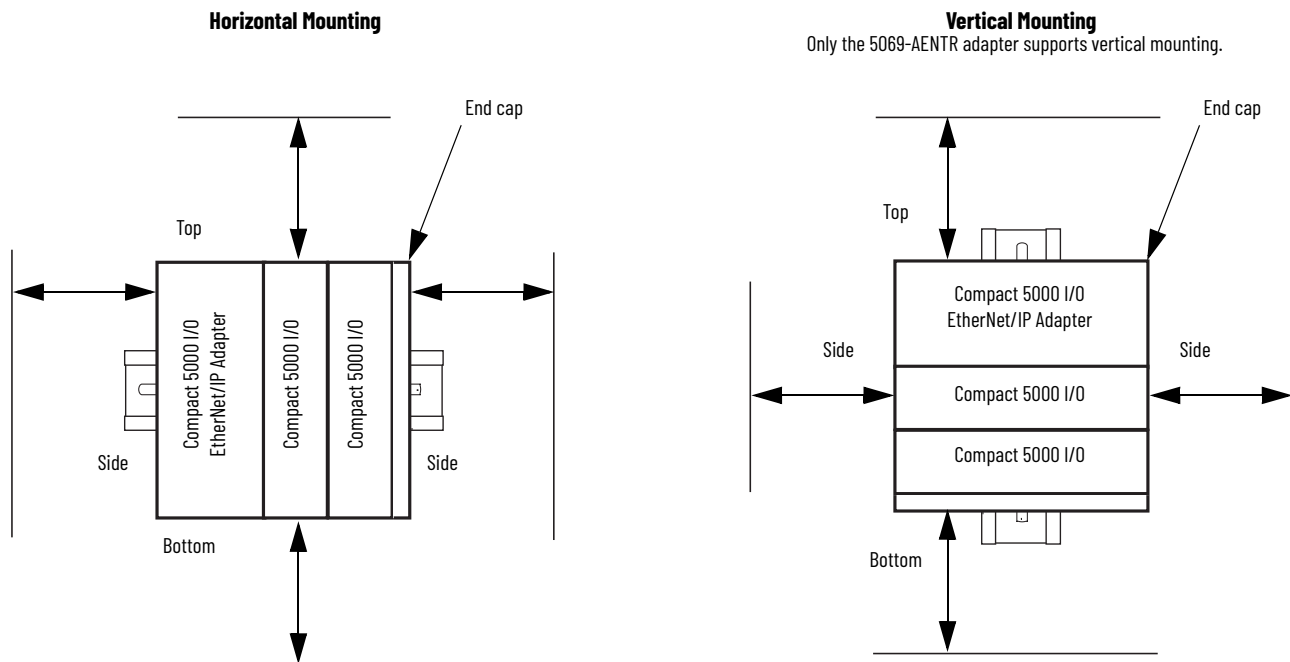 Horizontal Mounting
End cap
Top
Compact 5000 I/O
EtherNet/IP Adapter
Compact 5000 I/O
Compact 5000 I/O
Side
Side
Bottom
Vertical Mounting
Only the 5069-AENTR adapter supports vertical mounting.
End cap
Top
Compact 5000 I/O
EtherNet/IP Adapter
Side
Side
Compact 5000 I/O
Compact 5000 I/O
Bottom